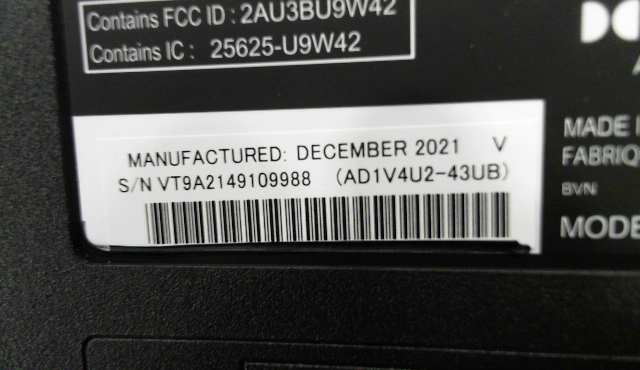 Contains FCC ID : 2AU3BU9W42
Contains IC : 25625-U9W42
MANUFACTURED: DECEMBER 2021 V
S/N VT9A2149109988 (AD1V4U2-43UB)
MADE
FABRIQ
BVN
MODE